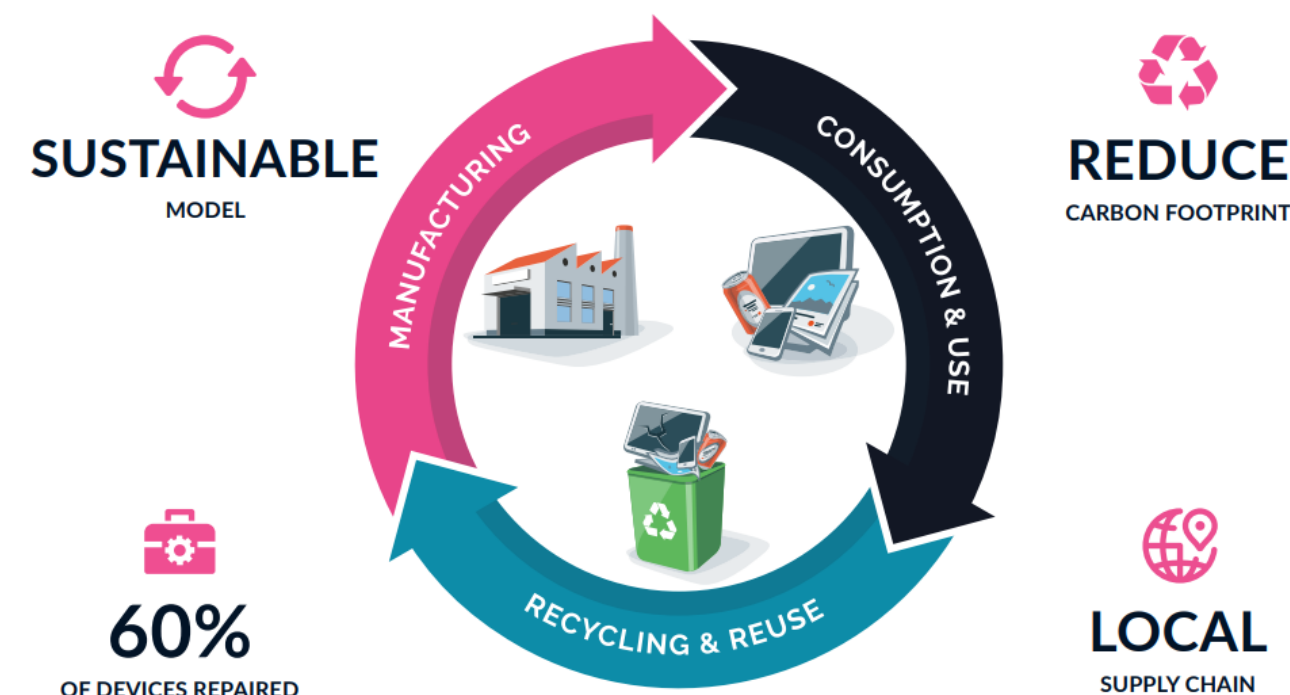 SUSTAINABLE
MODEL
MANUFACTURING
CONSUMPTION & USE
REDUCE
CARBON FOOTPRINT
60%
OF DEVICES REPAIRED
RECYCLING & REUSE
LOCAL
SUPPLY CHAIN